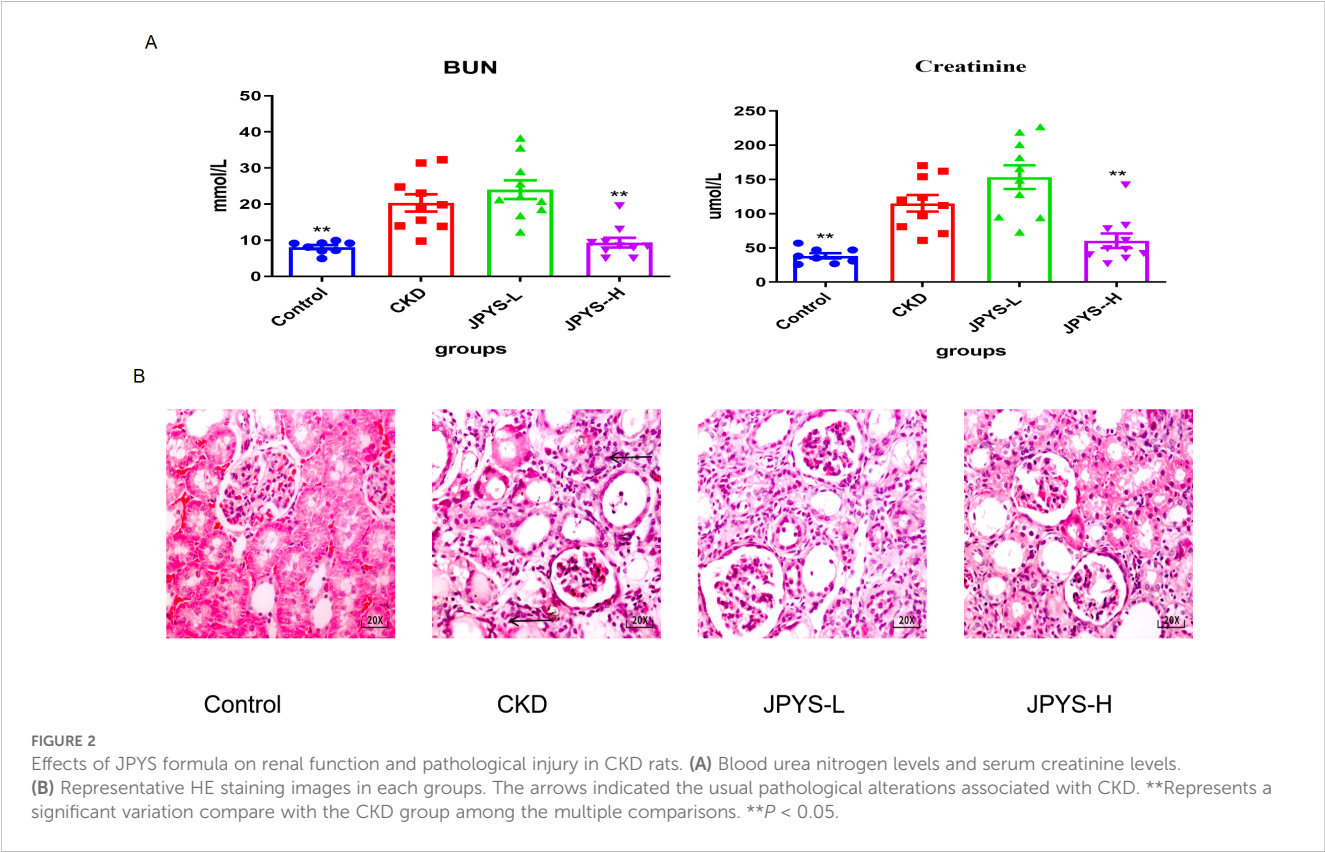 A
BUN
50
40
30
20
10
0
mmol/L
**
**
Control
CKD
JPYS-L
JPYS--H
groups
Creatinine
250
200
150
100
50
0
umol/L
**
**
Control
CKD
JPYS-L
JPYS--H
groups
B
20X
20X
20X
20X
Control
CKD
JPYS-L
JPYS-H
FIGURE 2
Effects of JPYS formula on renal function and pathological injury in CKD rats. (A) Blood urea nitrogen levels and serum creatinine levels.
(B) Representative HE staining images in each groups. The arrows indicated the usual pathological alterations associated with CKD. **Represents a
significant variation compare with the CKD group among the multiple comparisons. **P < 0.05.